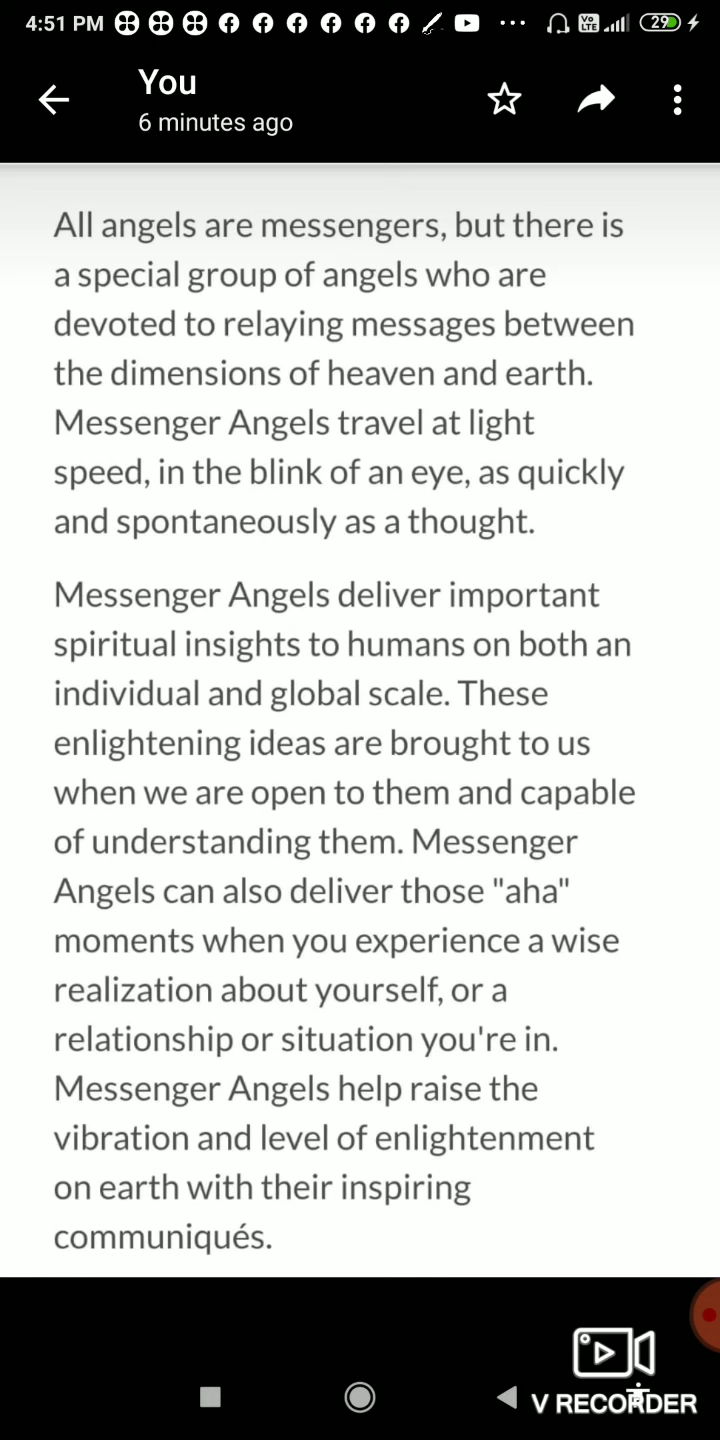 4:51 PM ... Vo LTE 29
You
6 minutes ago
All angels are messengers, but there is
a special group of angels who are
devoted to relaying messages between
the dimensions of heaven and earth.
Messenger Angels travel at light
speed, in the blink of an eye, as quickly
and spontaneously as a thought.
Messenger Angels deliver important
spiritual insights to humans on both an
individual and global scale. These
enlightening ideas are brought to us
when we are open to them and capable
of understanding them. Messenger
Angels can also deliver those "aha"
moments when you experience a wise
realization about yourself, or a
relationship or situation you're in.
Messenger Angels help raise the
vibration and level of enlightenment
on earth with their inspiring
communiqués.
V RECORDER